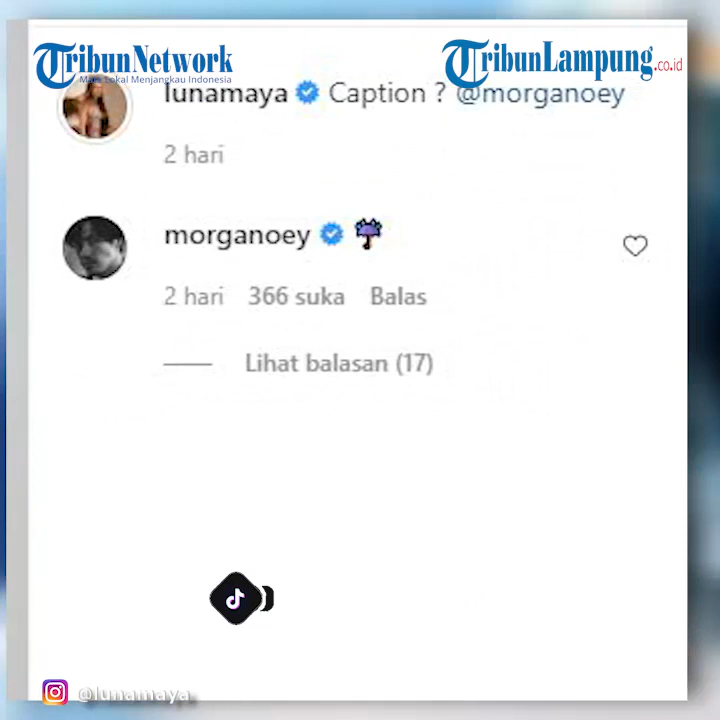 TribunNetwork
Mata Lokal Menjangkau Indonesia
TribunLampung.co.id
lunamaya Caption ? @morganoey
2 hari
morganoey
2 hari 366 suka Balas
Lihat balasan (17)
@lunamaya